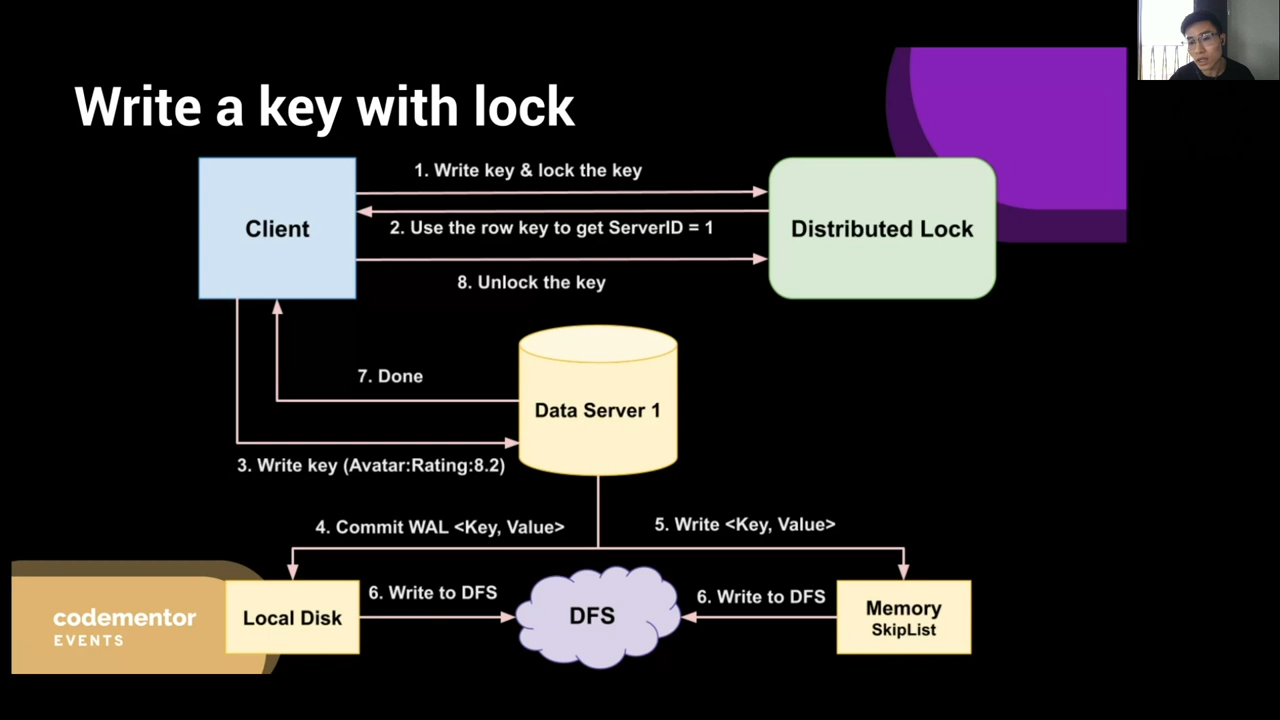 Write a key with lock
1. Write key & lock the key
Client
2. Use the row key to get ServerID = 1
Distributed Lock
8. Unlock the key
7. Done
Data Server 1
3. Write key (Avatar:Rating:8.2)
4. Commit WAL <Key, Value>
5. Write <Key, Value>
6. Write to DFS
6. Write to DFS
Local Disk
DFS
Memory
SkipList
codementor
EVENTS